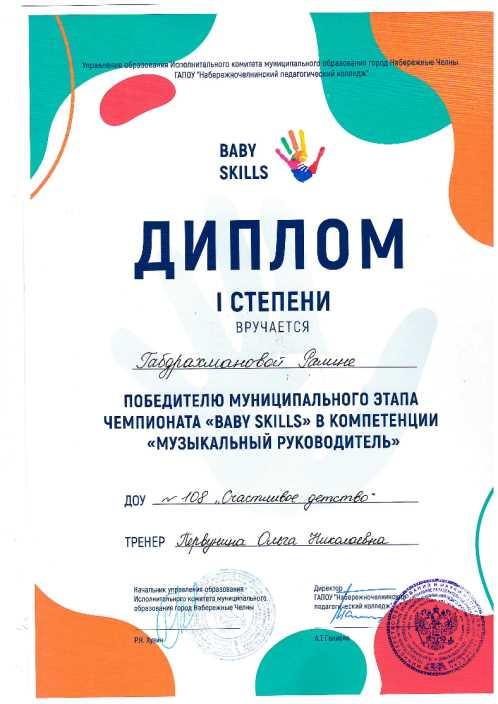 Управление образования Исполнительного комитета муниципального образования город Набережные Челны
ГАПОУ "Набережночелнинский педагогический колледж"
BABY
SKILLS
ДИПЛОМ
I СТЕПЕНИ
ВРУЧАЕТСЯ
Габдрахмановой Ралине
ПОБЕДИТЕЛЮ МУНИЦИПАЛЬНОГО ЭТАПА
ЧЕМПИОНАТА «BABY SKILLS» В КОМПЕТЕНЦИИ
«МУЗЫКАЛЬНЫЙ РУКОВОДИТЕЛЬ»
ДОУ № 108 „Счастливое детство"
ТРЕНЕР Первунина Ольга Николаевна
Начальник управления образования
Исполнительного комитета муниципального
образования город Набережные Челны
Директор
ГАПОУ "Набережночелнинский
педагогический колледж"